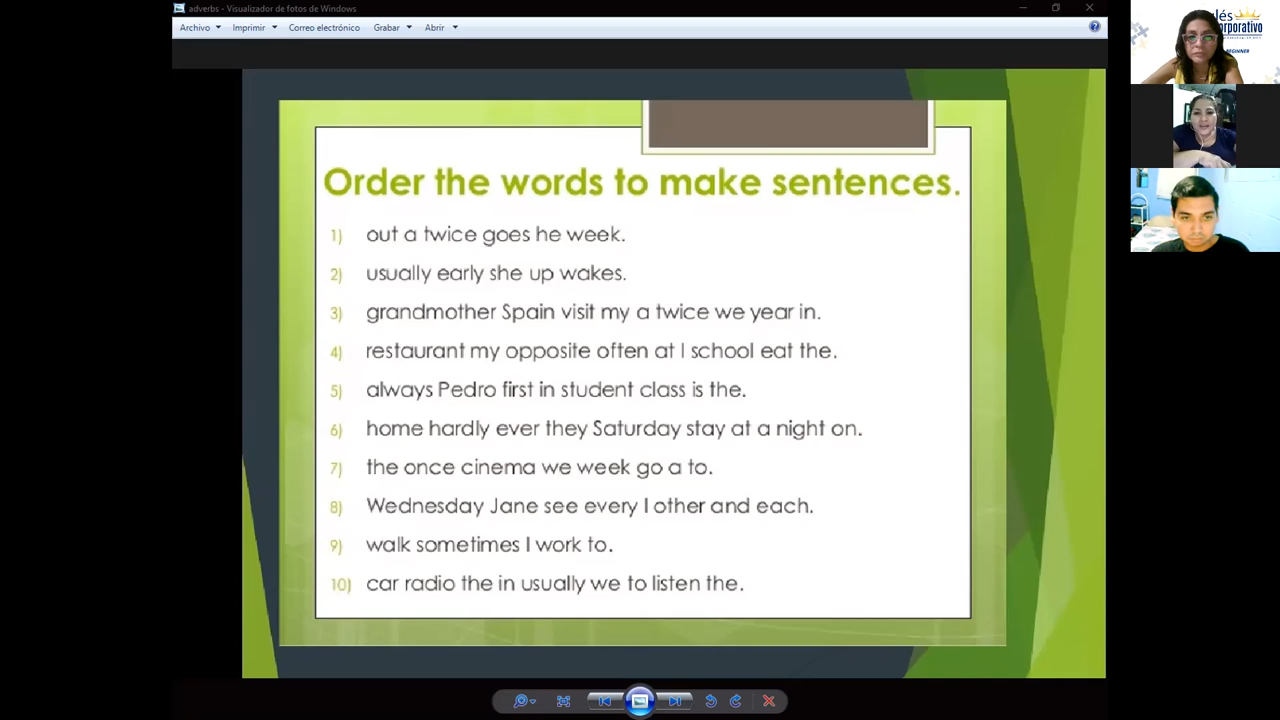 adverbs - Visualizador de fotos de Windows
Archivo Imprimir Correo electrónico Grabar Abrir
Order the words to make sentences.
1) out a twice goes he week.
2) usually early she up wakes.
3) grandmother Spain visit my a twice we year in.
4) restaurant my opposite often at I school eat the.
5) always Pedro first in student class is the.
6) home hardly ever they Saturday stay at a night on.
7) the once cinema we week go a to.
8) Wednesday Jane see every I other and each.
9) walk sometimes I work to.
10) car radio the in usually we to listen the.
lés
orporativo
BEGINNER